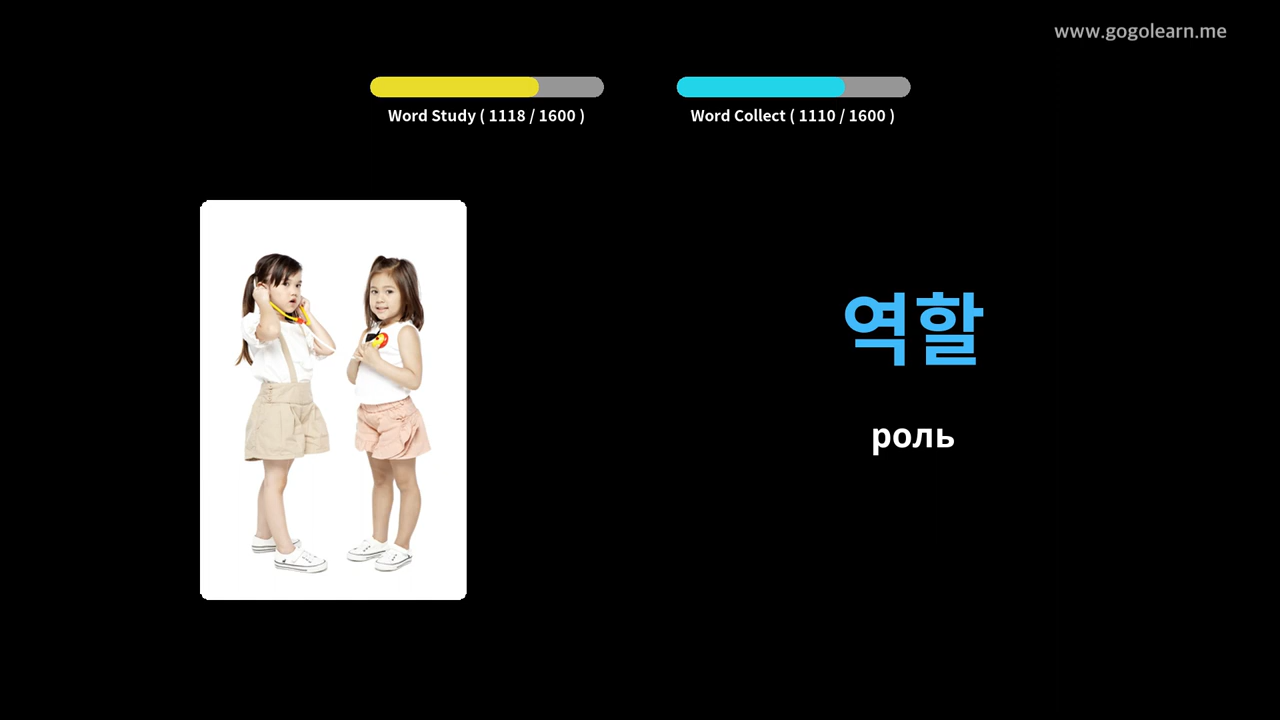 www.gogolearn.me
Word Study ( 1118 / 1600 )
Word Collect ( 1110 / 1600 )
역할
роль